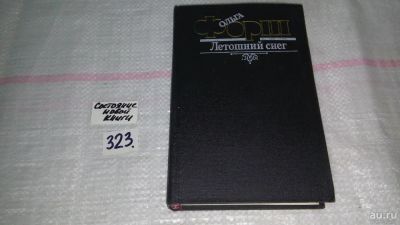 Состояние
новой
книги
323.
ОЛЬГА
ФОРШ
Летошний снег
au.ru